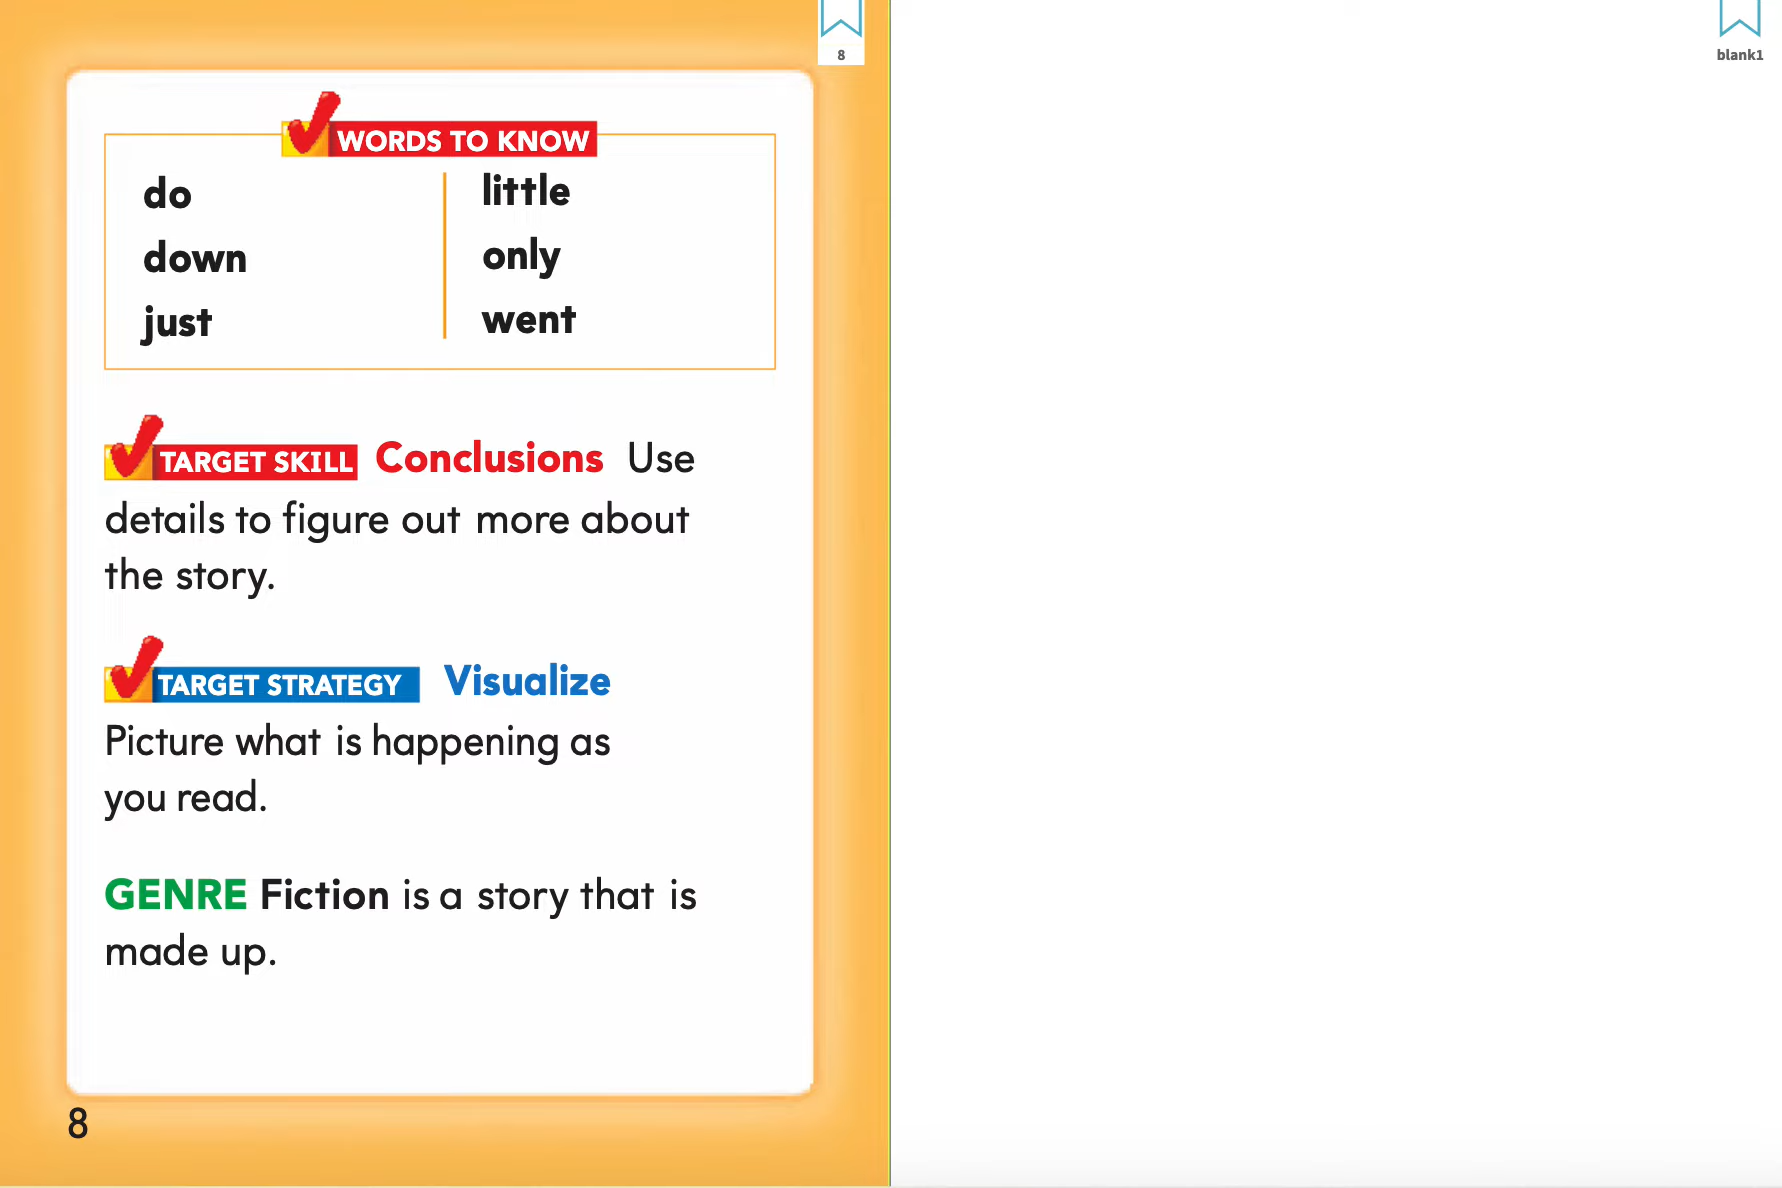 8
blank1
WORDS TO KNOW
do
down
just
little
only
went
TARGET SKILL Conclusions Use
details to figure out more about
the story.
TARGET STRATEGY Visualize
Picture what is happening as
you read.
GENRE Fiction is a story that is
made up.
8